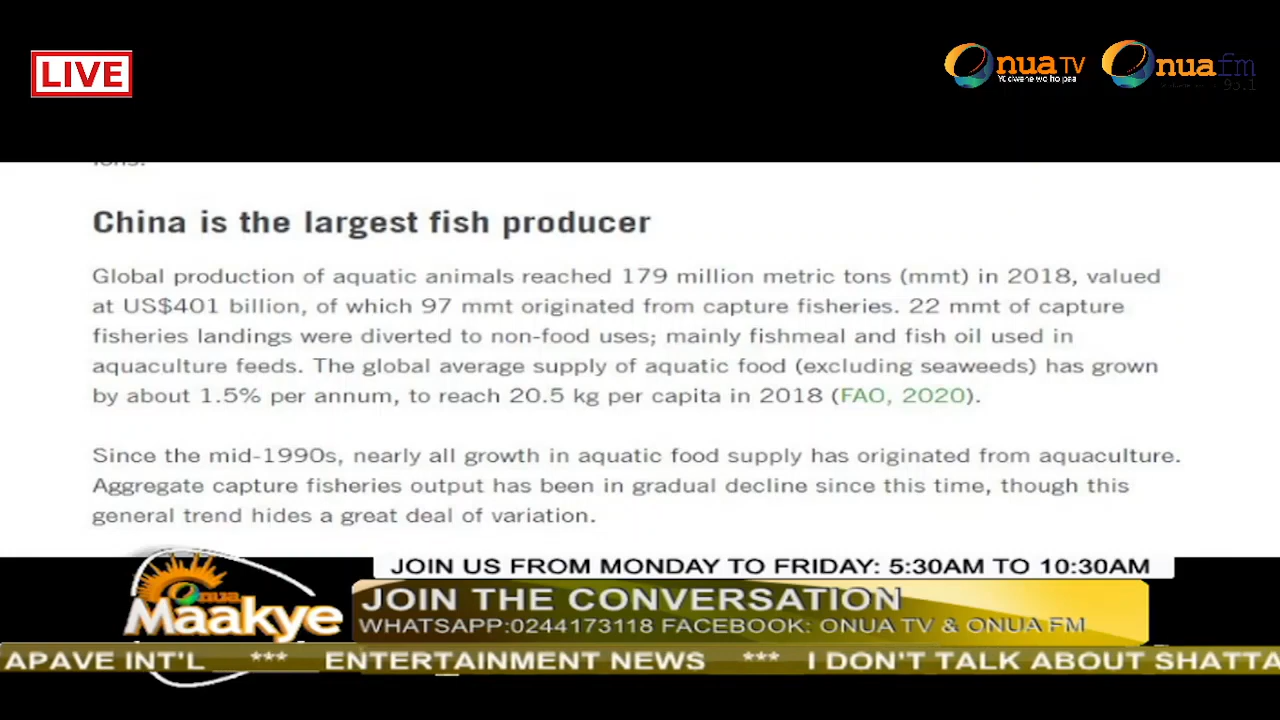 LIVE
nua TV
nua fm
93.1
China is the largest fish producer
Global production of aquatic animals reached 179 million metric tons (mmt) in 2018, valued
at US$401 billion, of which 97 mmt originated from capture fisheries. 22 mmt of capture
fisheries landings were diverted to non-food uses; mainly fishmeal and fish oil used in
aquaculture feeds. The global average supply of aquatic food (excluding seaweeds) has grown
by about 1.5% per annum, to reach 20.5 kg per capita in 2018 (FAO, 2020).
Since the mid-1990s, nearly all growth in aquatic food supply has originated from aquaculture.
Aggregate capture fisheries output has been in gradual decline since this time, though this
general trend hides a great deal of variation.
JOIN US FROM MONDAY TO FRIDAY: 5:30AM TO 10:30AM
Onua
Maakye
JOIN THE CONVERSATION
WHATSAPP:0244173118 FACEBOOK: ONUA TV & ONUA FM
APAVE INT'L *** ENTERTAINMENT NEWS *** I DON'T TALK ABOUT SHATTA